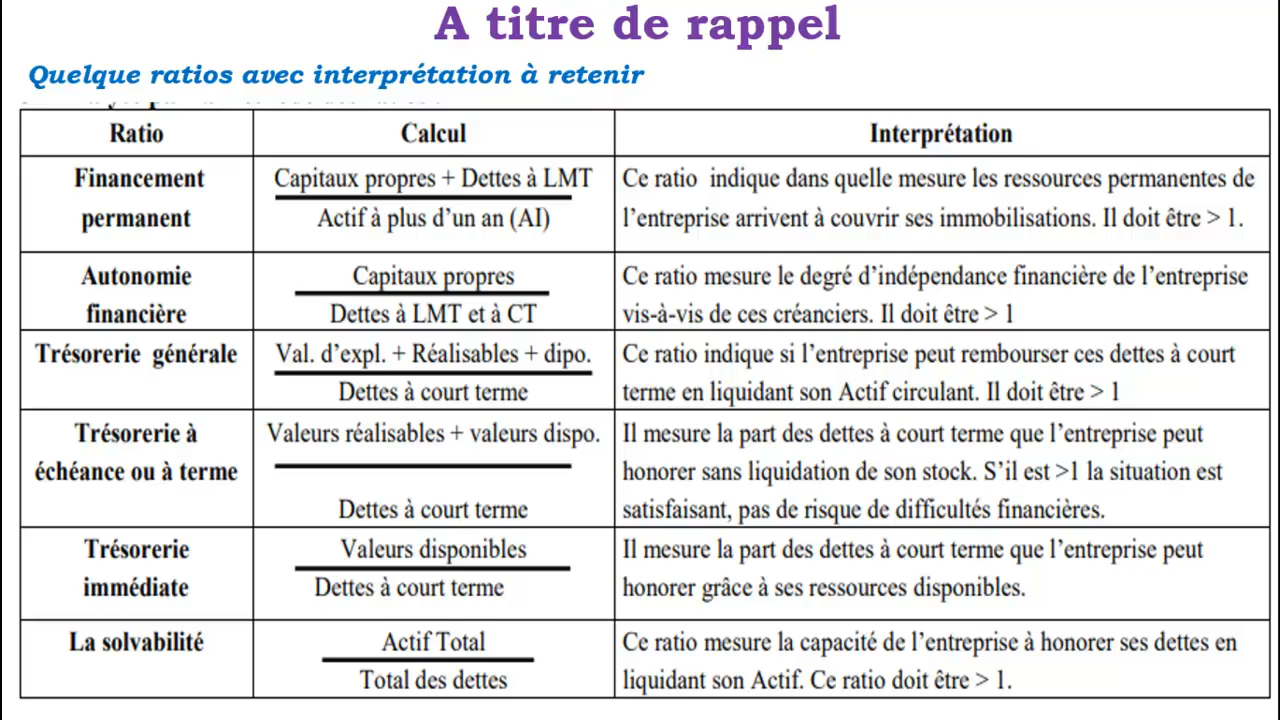 A titre de rappel
Quelque ratios avec interprétation à retenir
Ratio
Calcul
Interprétation
Financement
permanent
Capitaux propres + Dettes à LMT
Actif à plus d'un an (AI)
Ce ratio indique dans quelle mesure les ressources permanentes de
l'entreprise arrivent à couvrir ses immobilisations. Il doit être > 1.
Autonomie
financière
Capitaux propres
Dettes à LMT et à CT
Ce ratio mesure le degré d'indépendance financière de l'entreprise
vis-à-vis de ces créanciers. Il doit être > 1
Trésorerie générale
Val. d'expl. + Réalisables + dipo.
Dettes à court terme
Ce ratio indique si l'entreprise peut rembourser ces dettes à court
terme en liquidant son Actif circulant. Il doit être > 1
Trésorerie à
échéance ou à terme
Valeurs réalisables + valeurs dispo.
Dettes à court terme
Il mesure la part des dettes à court terme que l'entreprise peut
honorer sans liquidation de son stock. S'il est >1 la situation est
satisfaisant, pas de risque de difficultés financières.
Trésorerie
immédiate
Valeurs disponibles
Dettes à court terme
Il mesure la part des dettes à court terme que l'entreprise peut
honorer grâce à ses ressources disponibles.
La solvabilité
Actif Total
Total des dettes
Ce ratio mesure la capacité de l'entreprise à honorer ses dettes en
liquidant son Actif. Ce ratio doit être > 1.